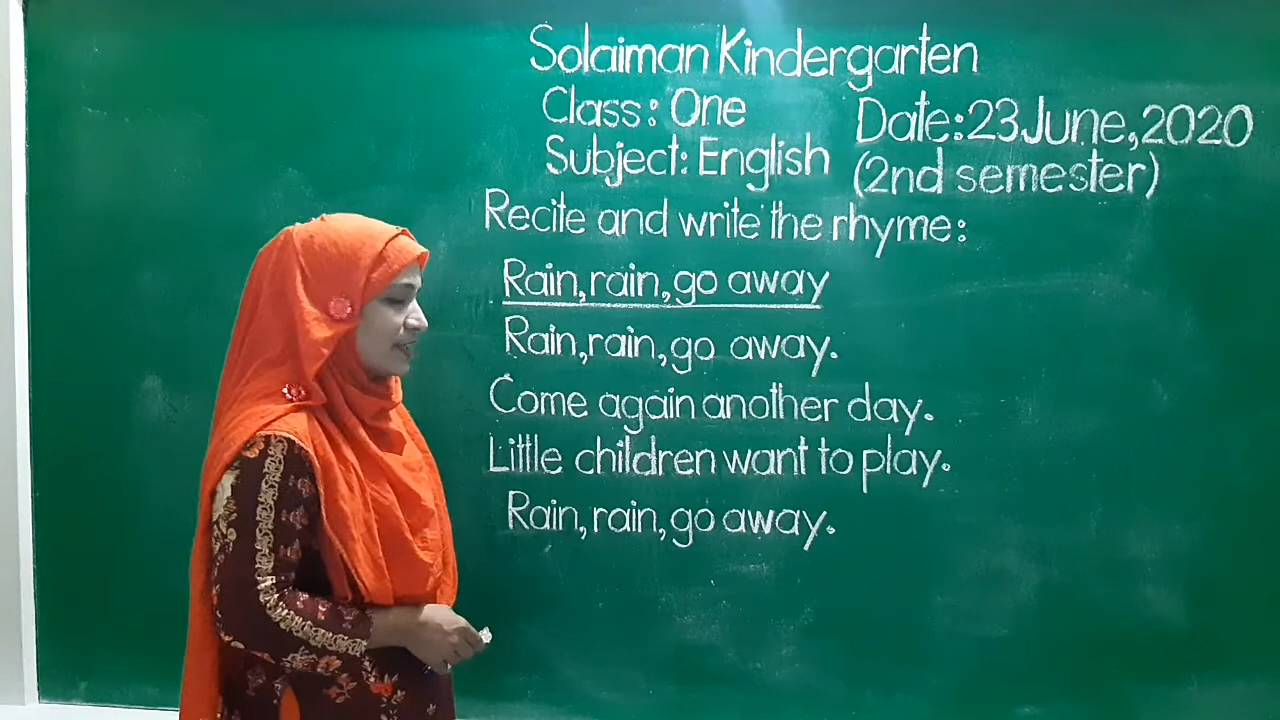 Solaiman Kindergarten
Class: One
Date:23 June, 2020
Subject: English
(2nd semester)
Recite and write the rhyme:
Rain, rain, go away
Rain, rain, go away.
Come again another day.
Little children want to play.
Rain, rain, go away.